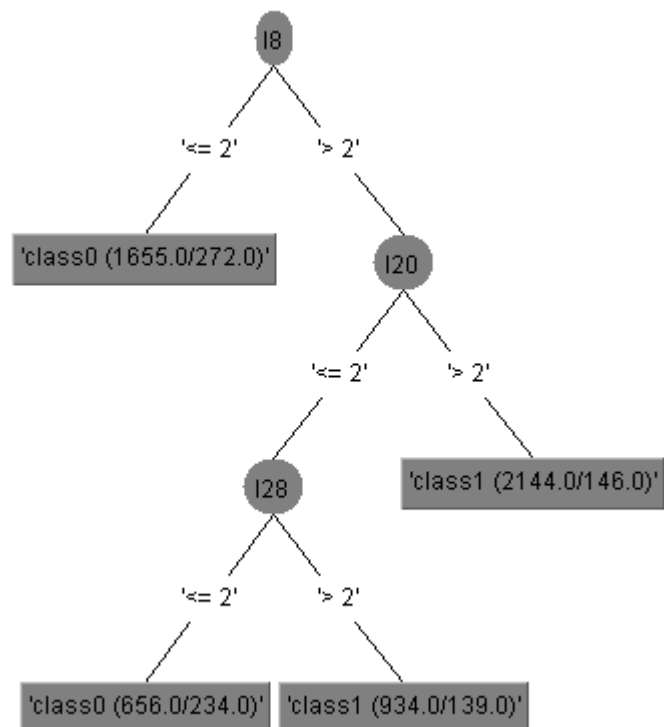 I8
'<= 2' '> 2'
'class0 (1655.0/272.0)' I20
'<= 2' '> 2'
I28 'class1 (2144.0/146.0)'
'<= 2' '> 2'
'class0 (656.0/234.0)' 'class1 (934.0/139.0)'